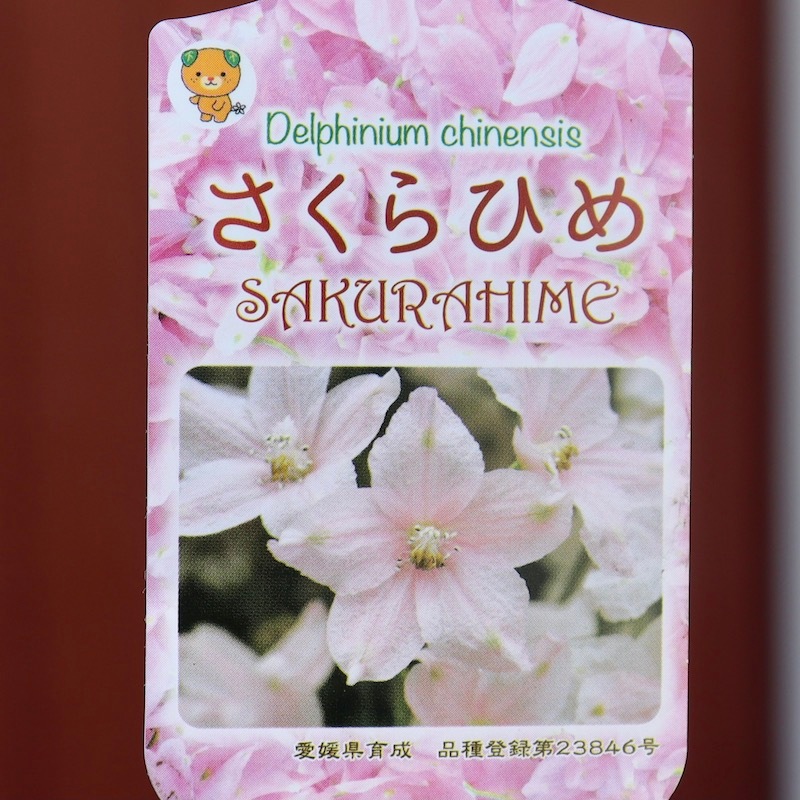 Delphinium chinensis
さくらひめ
SAKURAHIME
愛媛県育成　品種登録第23846号